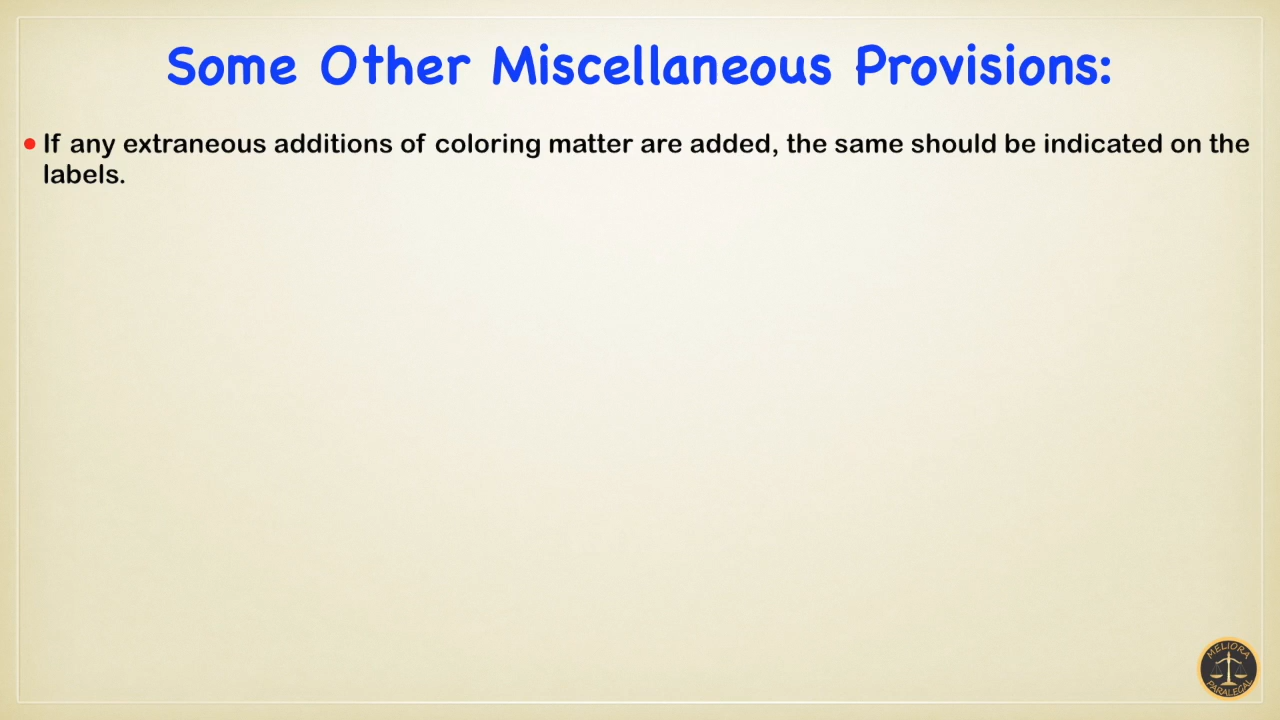 Some Other Miscellaneous Provisions:
• If any extraneous additions of coloring matter are added, the same should be indicated on the
labels.
MELIORA
PARALEGAL